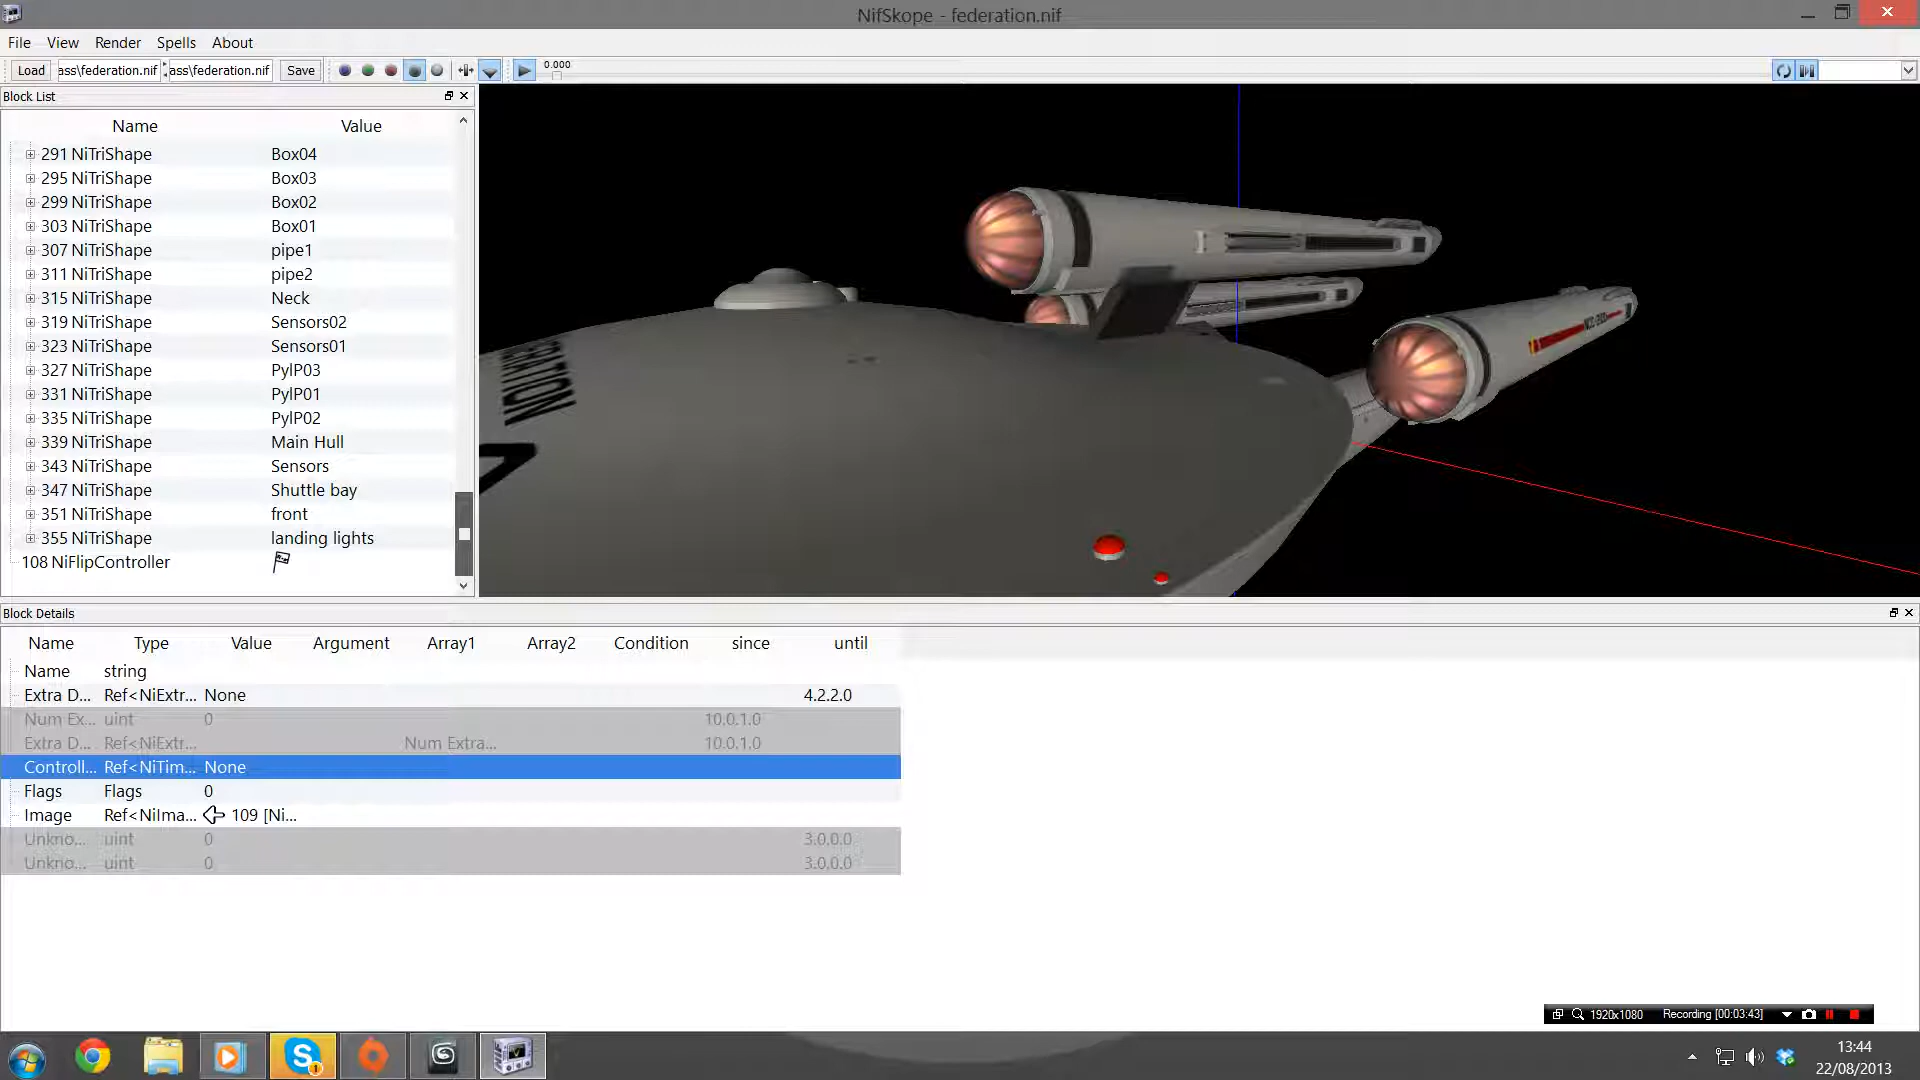 NifSkope - federation.nif
File View Render Spells About
Load ass\federation.nif ass\federation.nif Save 0.000
Block List
Name Value
291 NiTriShape Box04
295 NiTriShape Box03
299 NiTriShape Box02
303 NiTriShape Box01
307 NiTriShape pipe1
311 NiTriShape pipe2
315 NiTriShape Neck
319 NiTriShape Sensors02
323 NiTriShape Sensors01
327 NiTriShape PylP03
331 NiTriShape PylP01
335 NiTriShape PylP02
339 NiTriShape Main Hull
343 NiTriShape Sensors
347 NiTriShape Shuttle bay
351 NiTriShape front
355 NiTriShape landing lights
108 NiFlipController
Block Details
Name Type Value Argument Array1 Array2 Condition since until
Name string
Extra D... Ref<NiExtr... None 4.2.2.0
Num Ex... uint 0 10.0.1.0
Extra D... Ref<NiExtr... Num Extra... 10.0.1.0
Controll... Ref<NiTim... None
Flags Flags 0
Image Ref<NiIma... 109 [Ni...
Unkno... uint 0 3.0.0.0
Unkno... uint 0 3.0.0.0
1920x1080 Recording [00:03:43]
13:44
22/08/2013